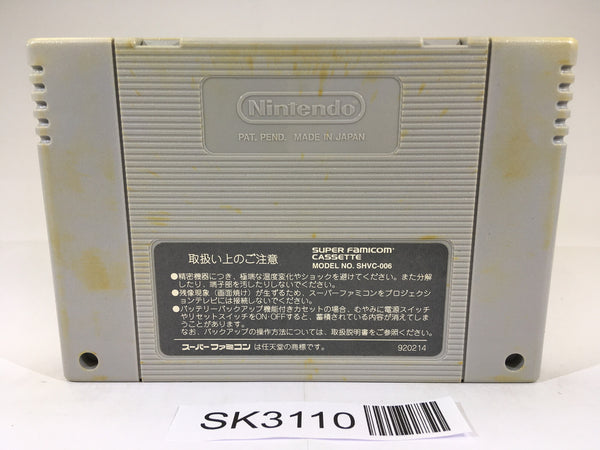 Nintendo
PAT. PEND. MADE IN JAPAN
取扱い上のご注意
SUPER FAMICOM
CASSETTE
MODEL NO. SHVC-006
●精密機器につき、極端な温度変化やショックを避けてください。また分解
したり、端子部を汚したりしないでください。
●残像現象（画面焼け）が生ずるため、スーパーファミコンをプロジェクシ
ョンテレビには接続しないでください。
●バッテリーバックアップ機能付きカセットの場合、むやみに電源スイッチ
やリセットスイッチをON・OFFすると、蓄積されている内容が消えてしま
うことがあります。
なお、バックアップの操作方法については、取扱説明書をご参照ください。
スーパーファミコン は任天堂の商標です。 920214
SK3110